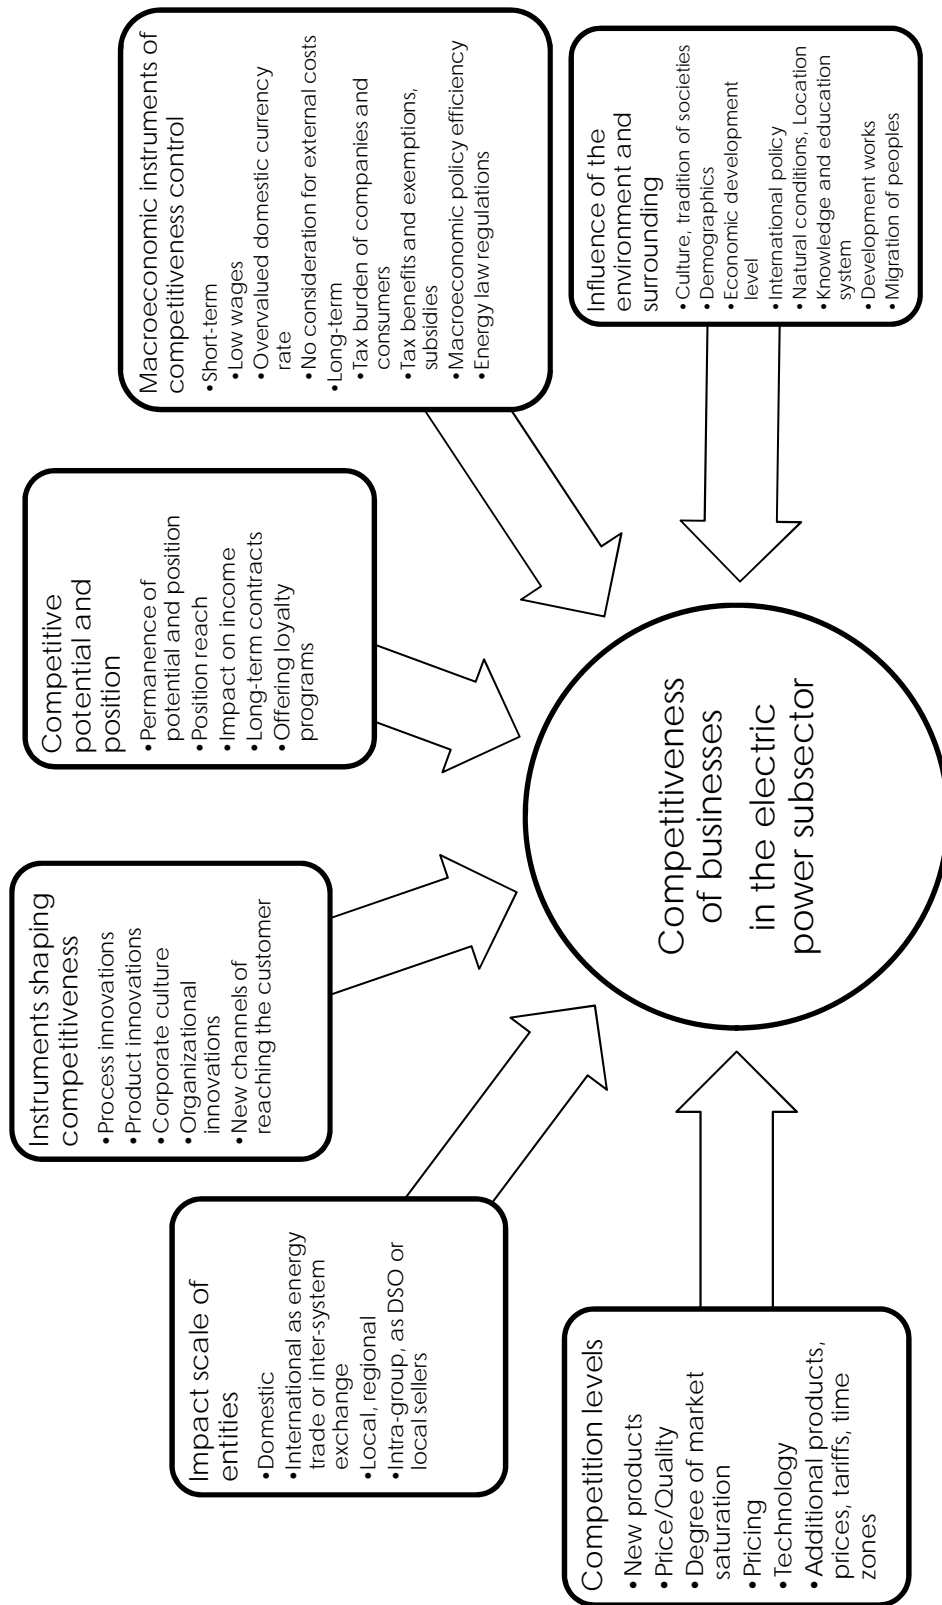 Competition levels
•New products
•Price/Quality
•Degree of market
saturation
•Pricing
•Technology
•Additional products,
prices, tariffs, time
zones
Impact scale of
entities
•Domestic
•International as energy
trade or inter-system
exchange
•Local, regional
•Intra-group, as DSO or
local sellers
Instruments shaping
competitiveness
•Process innovations
•Product innovations
•Corporate culture
•Organizational
innovations
•New channels of
reaching the customer
Competitive
potential and
position
•Permanence of
potential and position
•Position reach
•Impact on income
•Long-term contracts
•Offering loyalty
programs
Macroeconomic instruments of
competitiveness control
•Short-term
•Low wages
•Overvalued domestic currency
rate
•No consideration for external costs
•Long-term
•Tax burden of companies and
consumers
•Tax benefits and exemptions,
subsidies
•Macroeconomic policy efficiency
•Energy law regulations
Influence of the
environment and
surrounding
•Culture, tradition of societies
•Demographics
•Economic development
level
•International policy
•Natural conditions, Location
•Knowledge and education
system
•Development works
•Migration of peoples
Competitiveness
of businesses
in the electric
power subsector